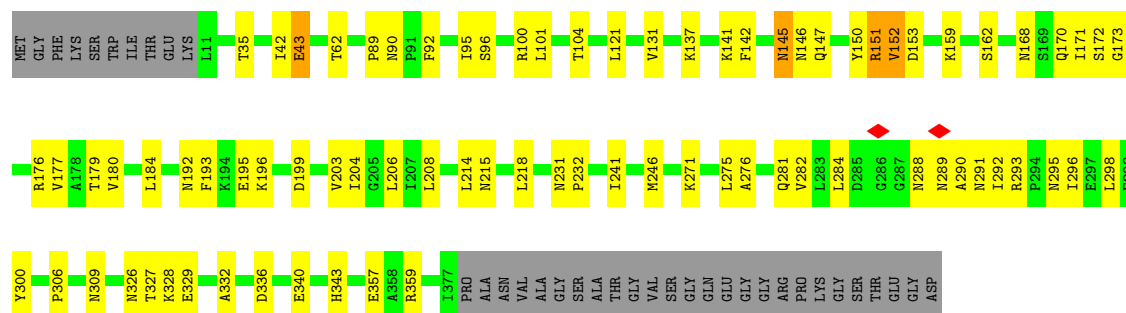 MET GLY PHE LYS SER TRP ILE THR GLU LYS L11 T35 I42 E43 T62 P89 N90 P91 F92 I95 S96 R100 L101 T104 L121 V131 K137 K141 F142 N145 N146 Q147 Y150 R151 V152 D153 K159 S162 N168 S169 Q170 I171 S172 G173
R176 V177 A178 T179 V180 L184 N192 F193 K194 E195 K196 D199 V203 I204 G205 L206 I207 L208 L214 N215 L218 N231 P232 I241 M246 K271 L275 A276 Q281 V282 L283 L284 D285 G286 G287 N288 N289 A290 N291 I292 R293 P294 N295 I296 E297 L298
Y300 P306 N309 N326 T327 K328 E329 A332 D336 E340 H343 E357 A358 R359 I377 PRO ALA ASN VAL ALA GLY SER ALA THR GLY VAL SER GLY GLN GLU GLY GLY ARG PRO LYS GLY SER THR GLU GLY ASP